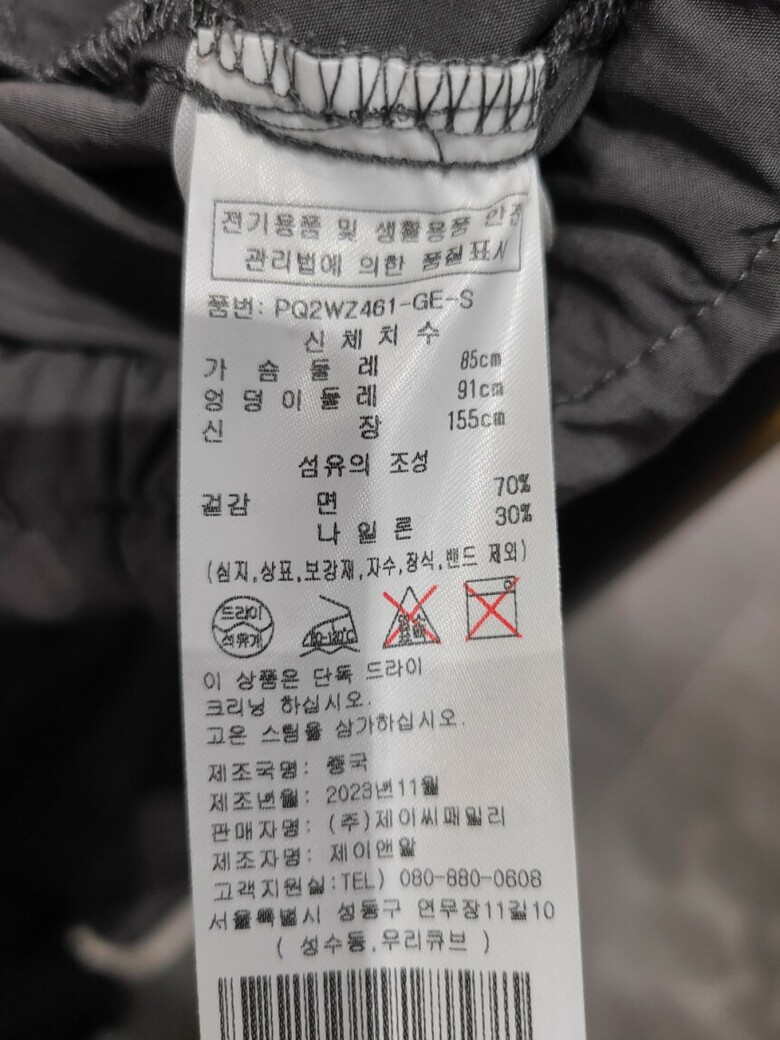 전기용품 및 생활용품 안전
관리법에 의한 품질표시
품번: PQ2WZ461-GE-S
신 체 치 수
가 슴 둘 레 85cm
엉 덩 이 둘 레 91cm
신 장 155cm
섬유의 조성
겉감 면 70%
나 일 론 30%
(심지,상표,보강재,자수,장식,밴드 제외)
드라이
석유계
80-120℃
이 상품은 단독 드라이
크리닝 하십시오.
고온 스팀을 삼가하십시오.
제조국명: 중국
제조년월: 2023년11월
판매자명: (주)제이씨패밀리
제조자명: 제이앤알
고객지원실:TEL) 080-880-0608
서울특별시 성동구 연무장11길10
( 성수동,우리큐브 )